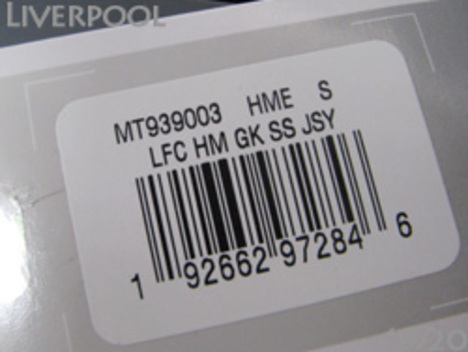 LIVERPOOL
MT939003 HME S
LFC HM GK SS JSY
1 92662 97284 6